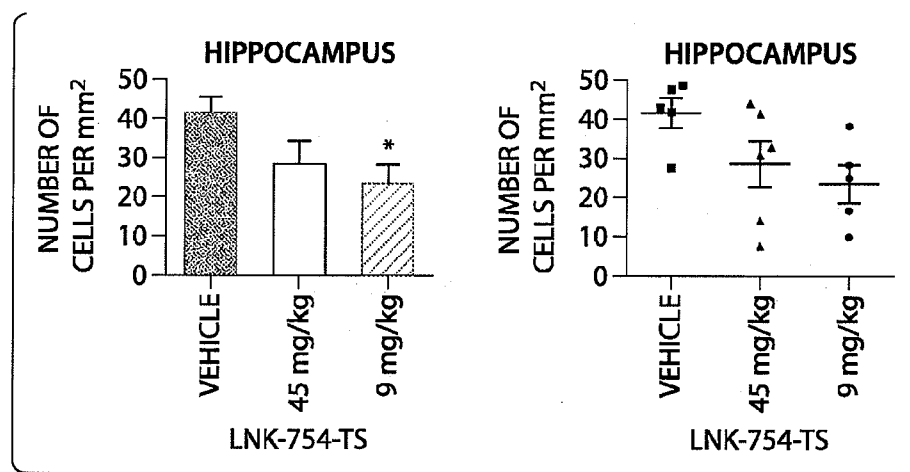 HIPPOCAMPUS
NUMBER OF
CELLS PER mm²
50
40
30
20
10
0
*
VEHICLE
45 mg/kg
9 mg/kg
LNK-754-TS
HIPPOCAMPUS
NUMBER OF
CELLS PER mm²
50
40
30
20
10
0
VEHICLE
45 mg/kg
9 mg/kg
LNK-754-TS